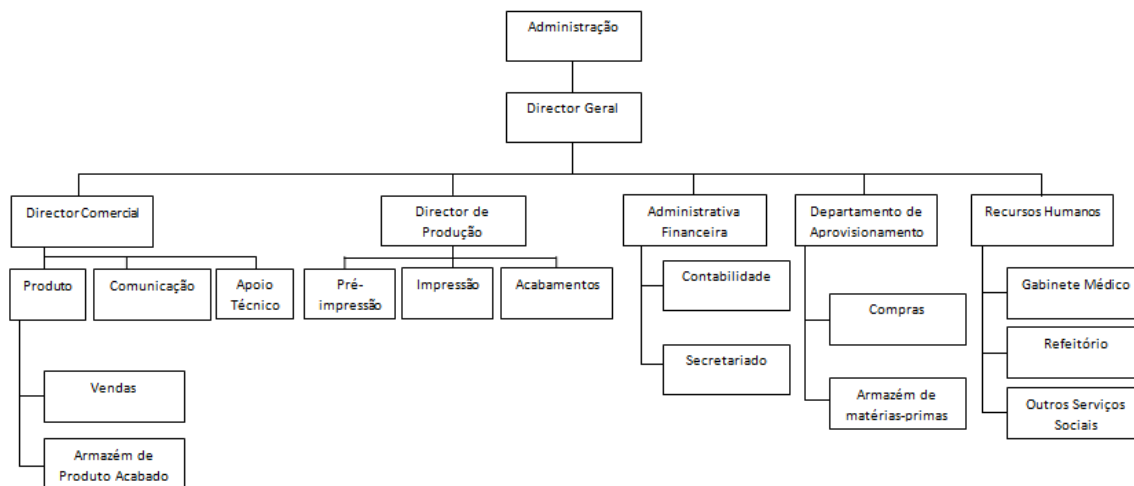 Administração
Director Geral
Director Comercial
Director de
Produção
Administrativa
Financeira
Departamento de
Aprovisionamento
Recursos Humanos
Produto
Comunicação
Apoio
Técnico
Pré-
impressão
Impressão
Acabamentos
Contabilidade
Secretariado
Compras
Armazém de
matérias-primas
Gabinete Médico
Refeitório
Outros Serviços
Sociais
Vendas
Armazém de
Produto Acabado